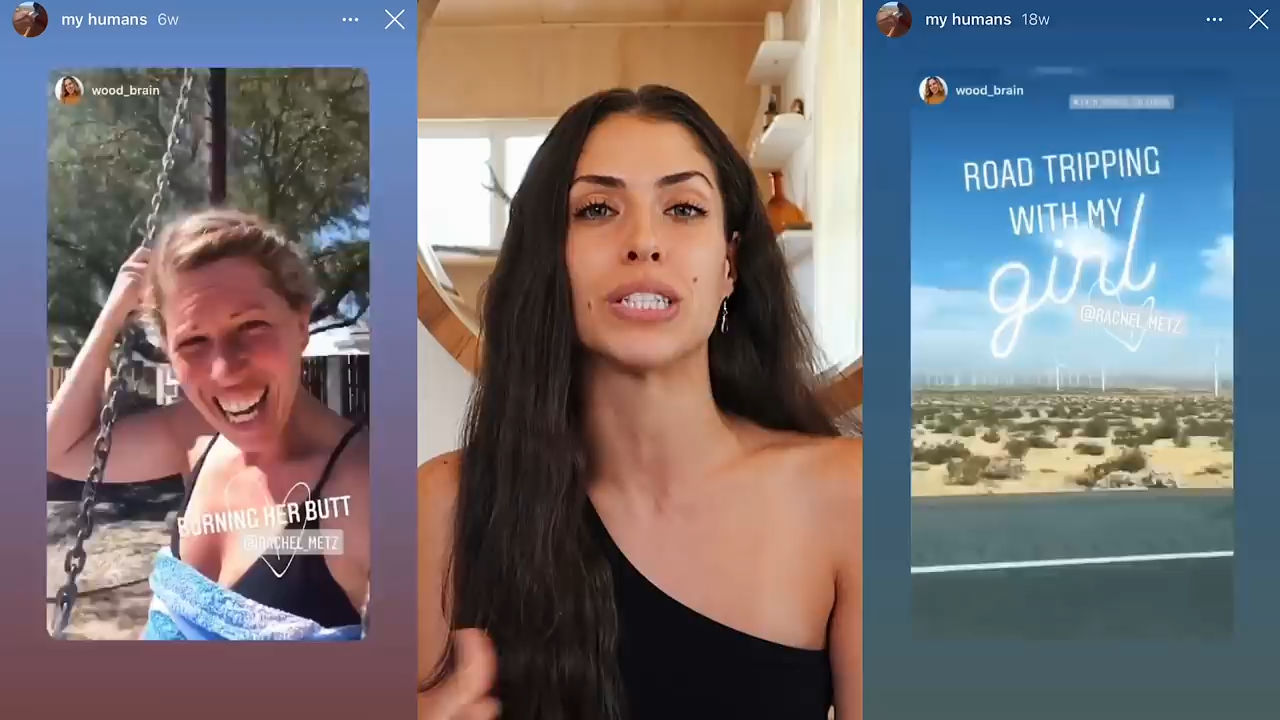 my humans 6w
wood_brain
BURNING HER BUTT
@RACHEL_METZ
my humans 18w
wood_brain
ROAD TRIPPING
WITH MY
girl
@RACHEL_METZ